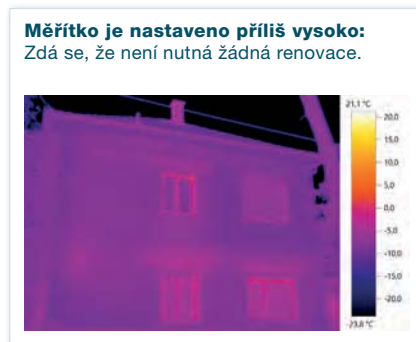 Měřítko je nastaveno příliš vysoko:
Zdá se, že není nutná žádná renovace.
21,1 °C
20,0
15,0
10,0
5,0
0,0
-5,0
-10,0
-15,0
-20,0
-23,8 °C